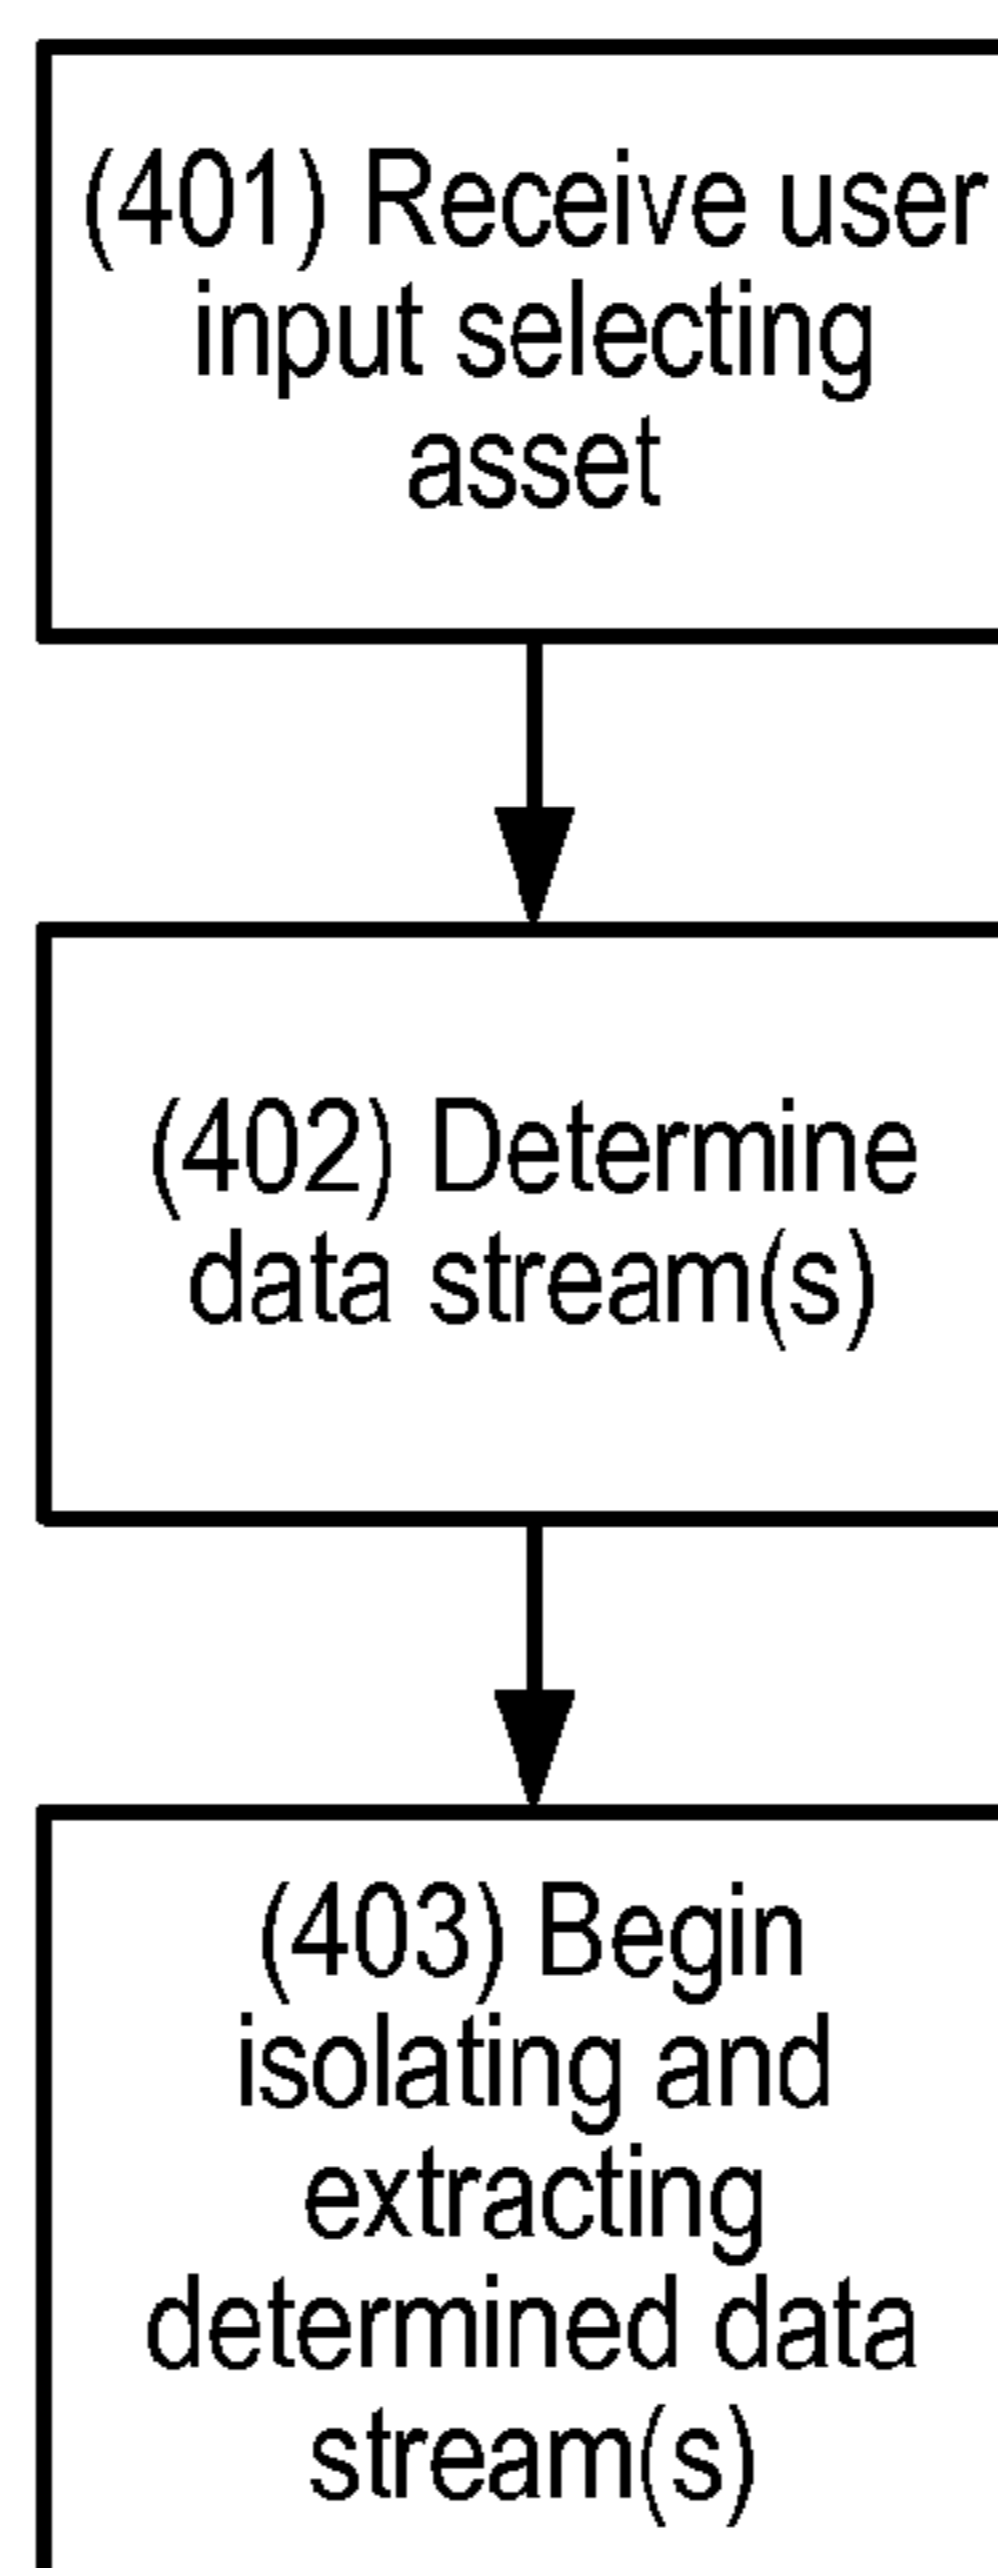 (401) Receive user
input selecting
asset
(402) Determine
data stream(s)
(403) Begin
isolating and
extracting
determined data
stream(s)